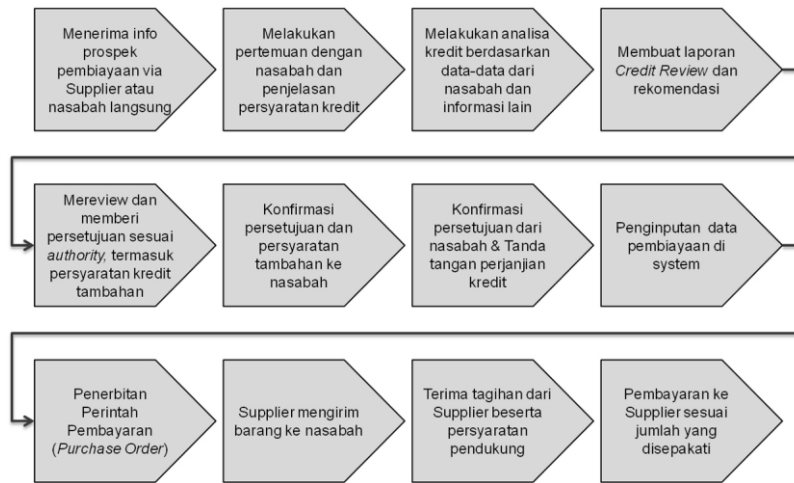 Menerima info
prospek
pembiayaan via
Supplier atau
nasabah langsung
Melakukan
pertemuan dengan
nasabah dan
penjelasan
persyaratan kredit
Melakukan analisa
kredit berdasarkan
data-data dari
nasabah dan
informasi lain
Membuat laporan
Credit Review dan
rekomendasi
Mereview dan
memberi
persetujuan sesuai
authority, termasuk
persyaratan kredit
tambahan
Konfirmasi
persetujuan dan
persyaratan
tambahan ke
nasabah
Konfirmasi
persetujuan dari
nasabah & Tanda
tangan perjanjian
kredit
Penginputan data
pembiayaan di
system
Penerbitan
Perintah
Pembayaran
(Purchase Order)
Supplier mengirim
barang ke nasabah
Terima tagihan dari
Supplier beserta
persyaratan
pendukung
Pembayaran ke
Supplier sesuai
jumlah yang
disepakati